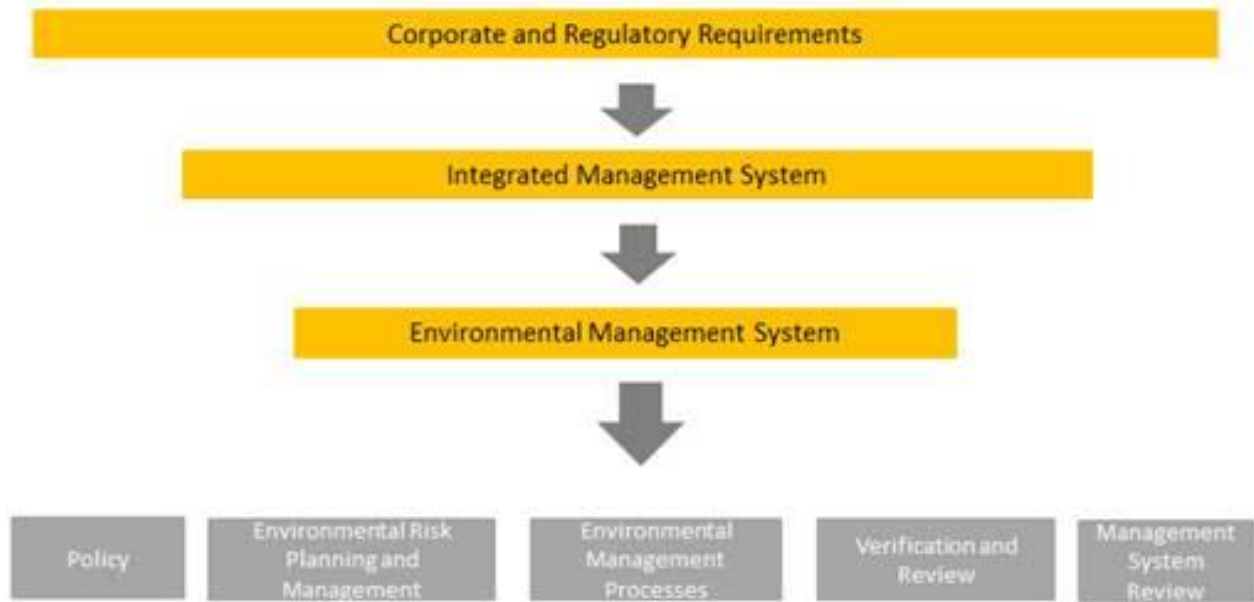 Corporate and Regulatory Requirements
Integrated Management System
Environmental Management System
Policy
Environmental Risk
Planning and
Management
Environmental
Management
Processes
Verification and
Review
Management
System
Review